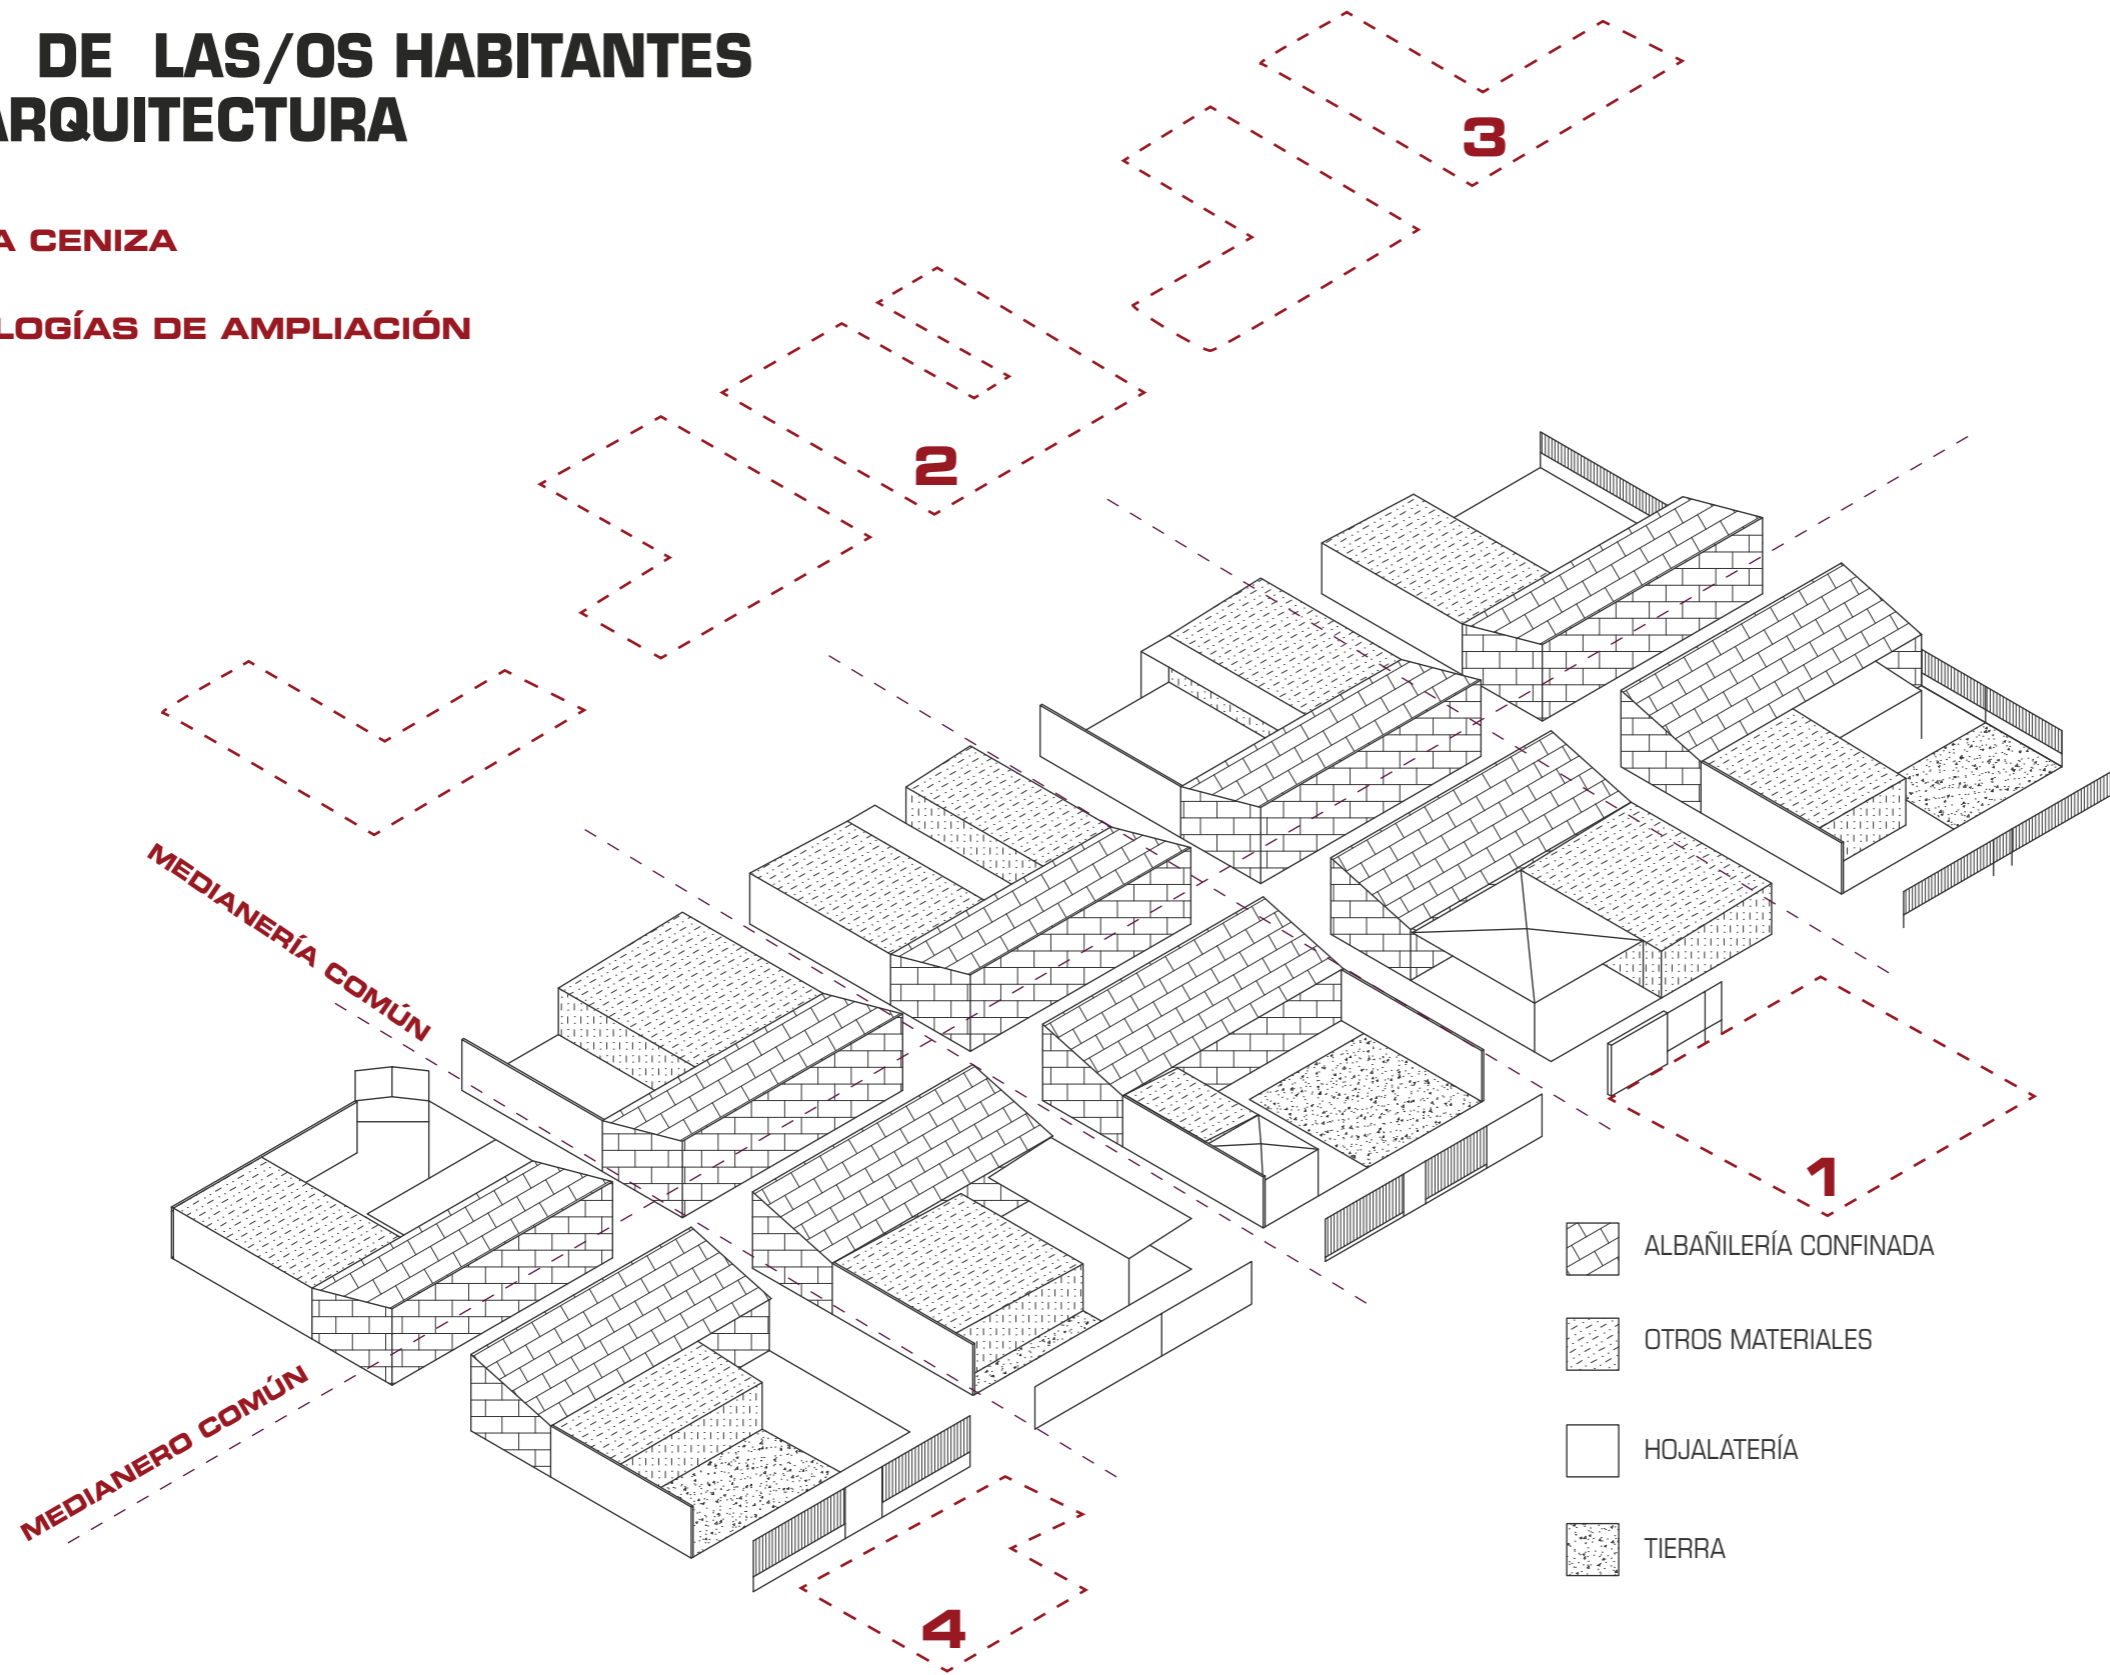 DE LAS/OS HABITANTES
ARQUITECTURA
A CENIZA
LOGÍAS DE AMPLIACIÓN
3
2
MEDIANERÍA COMÚN
MEDIANERO COMÚN
1
4
ALBAÑILERÍA CONFINADA
OTROS MATERIALES
HOJALATERÍA
TIERRA